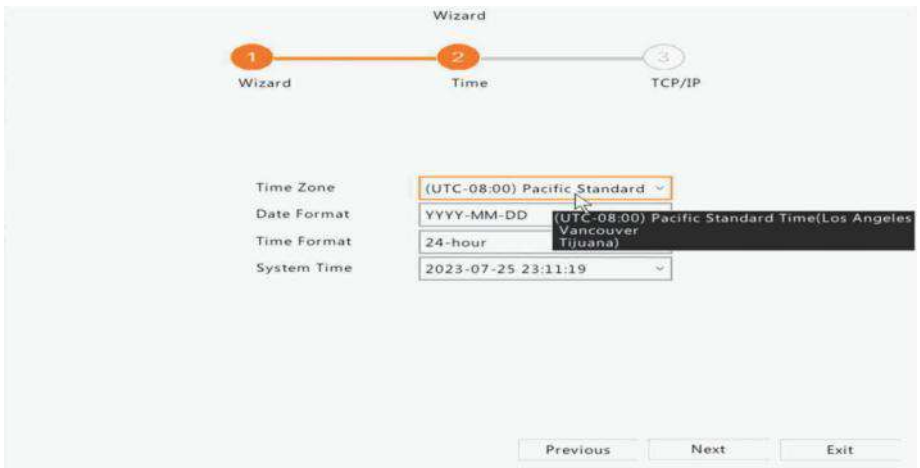 Wizard
1 2 3
Wizard Time TCP/IP
Time Zone (UTC-08:00) Pacific Standard
Date Format YYYY-MM-DD
(UTC-08:00) Pacific Standard Time(Los Angeles
Vancouver
Tijuana)
Time Format 24-hour
System Time 2023-07-25 23:11:19
Previous Next Exit